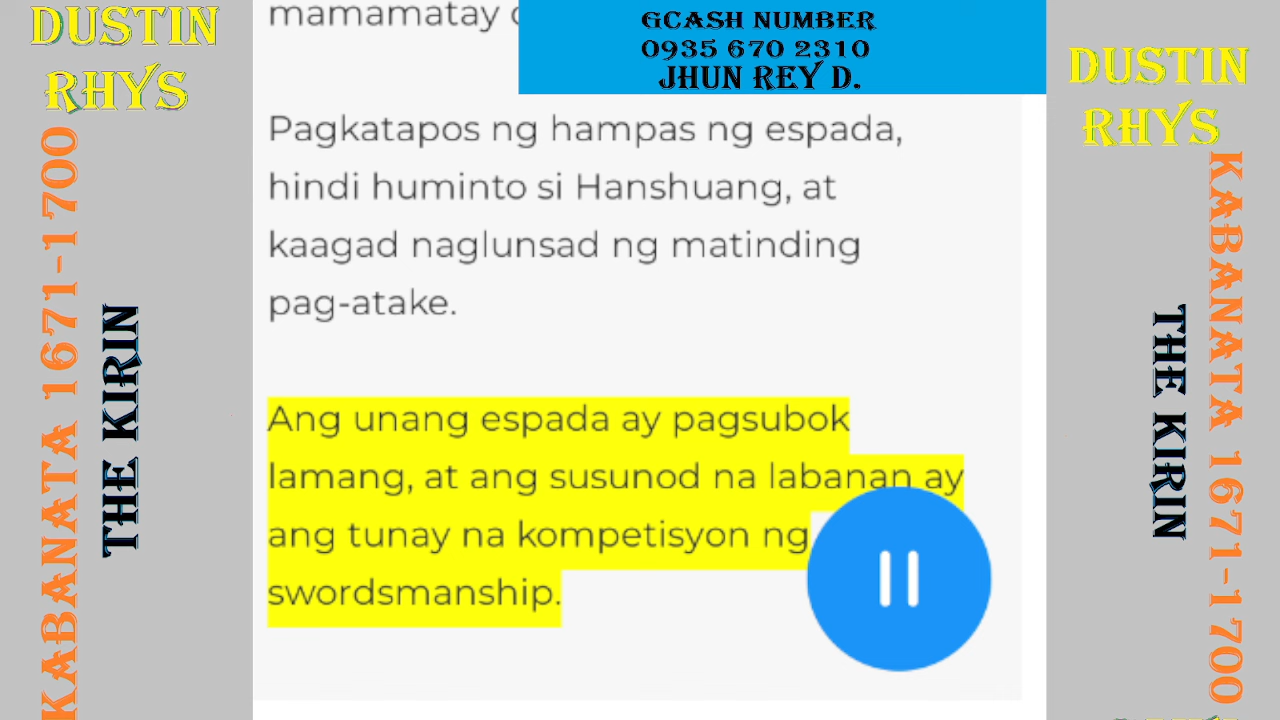 DUSTIN
RHYS
KABANATA 1671-1700
THE KIRIN
mamamatay
GCASH NUMBER
0935 670 2310
JHUN REY D.
Pagkatapos ng hampas ng espada,
hindi huminto si Hanshuang, at
kaagad naglunsad ng matinding
pag-atake.
Ang unang espada ay pagsubok
lamang, at ang susunod na labanan ay
ang tunay na kompetisyon ng
swordsmanship.
DUSTIN
RHYS
KABANATA 1671-1700
THE KIRIN